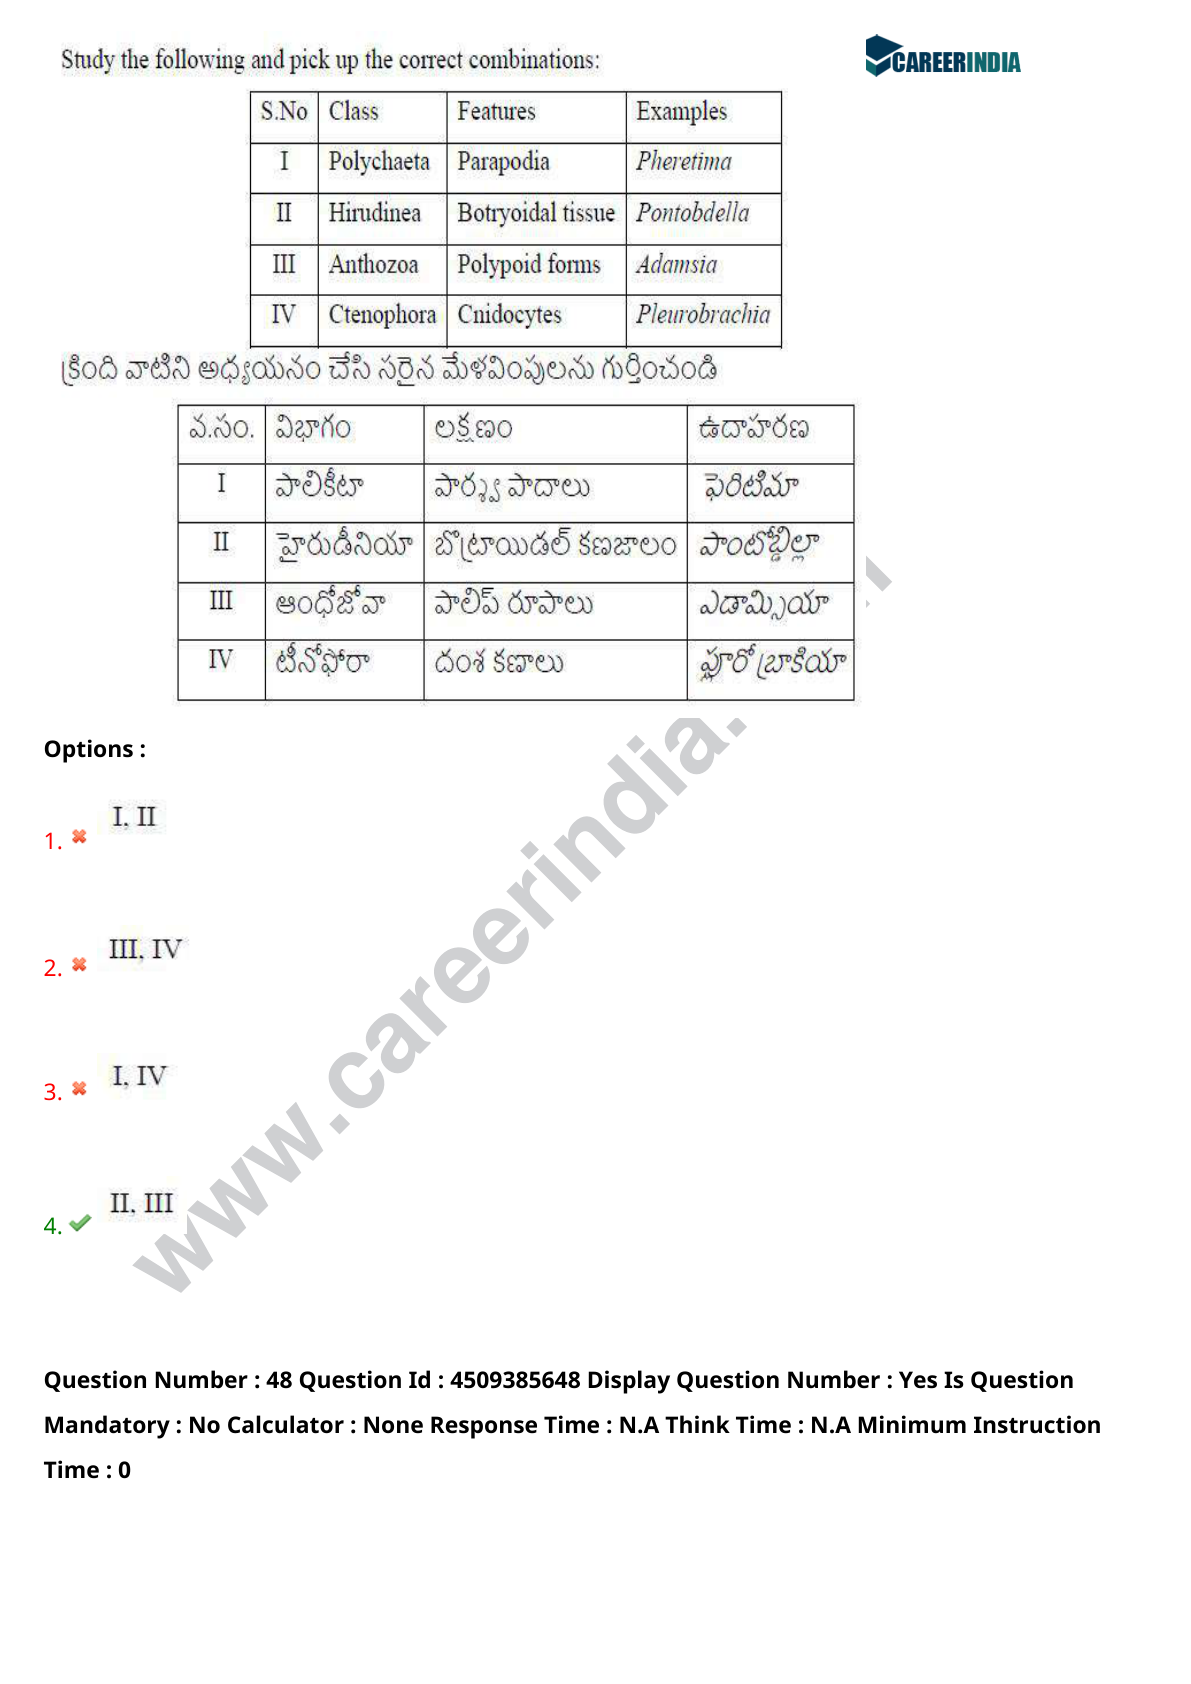 CAREERINDIA
Study the following and pick up the correct combinations:
S.No Class Features Examples
I Polychaeta Parapodia Pheretima
II Hirudinea Botryoidal tissue Pontobdella
III Anthozoa Polypoid forms Adamsia
IV Ctenophora Cnidocytes Pleurobrachia
క్రింది వాటిని అధ్యయనం చేసి సరైన మేళవింపులను గుర్తించండి
వ.సం. విభాగం లక్షణం ఉదాహరణ
I పాలికీటా పార్శ్వ పాదాలు ఫెరిటిమా
II హైరుడీనియా బొట్రాయిడల్ కణజాలం పాంటోబ్డిల్లా
III ఆంథోజోవా పాలిప్ రూపాలు ఎడామ్సియా
IV టీనోఫోరా దంశ కణాలు ప్లూరోబ్రాకియా
Options :
1. I, II
2. III, IV
3. I, IV
4. II, III
www.careerindia.
Question Number : 48 Question Id : 4509385648 Display Question Number : Yes Is Question
Mandatory : No Calculator : None Response Time : N.A Think Time : N.A Minimum Instruction
Time : 0